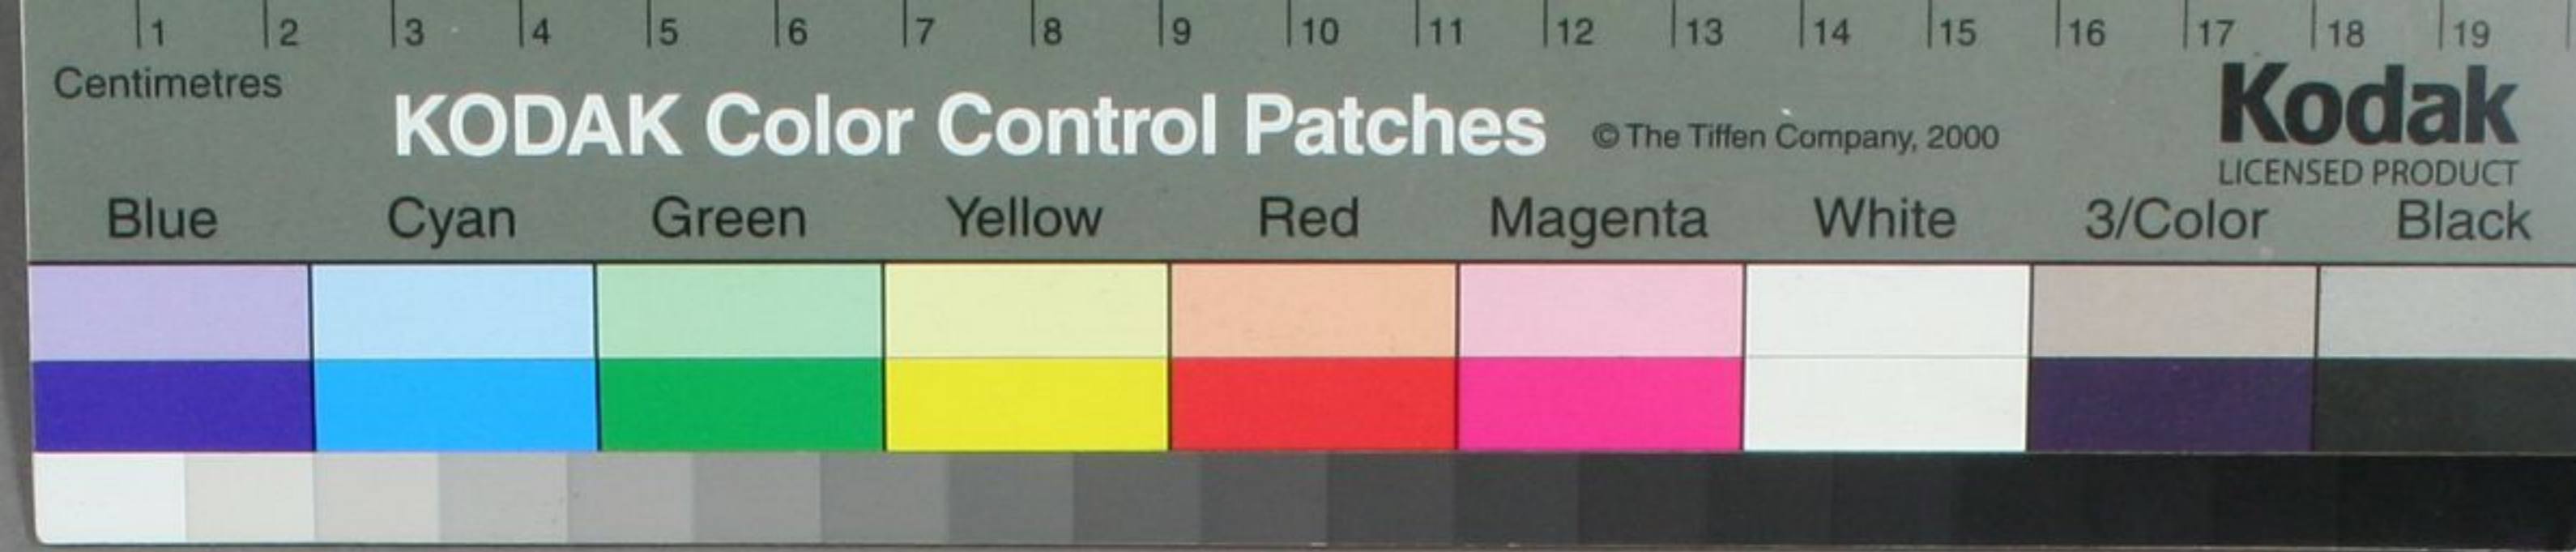 1 2 3 4 5 6 7 8 9 10 11 12 13 14 15 16 17 18 19
Centimetres
KODAK Color Control Patches © The Tiffen Company, 2000
Kodak
LICENSED PRODUCT
Blue Cyan Green Yellow Red Magenta White 3/Color Black